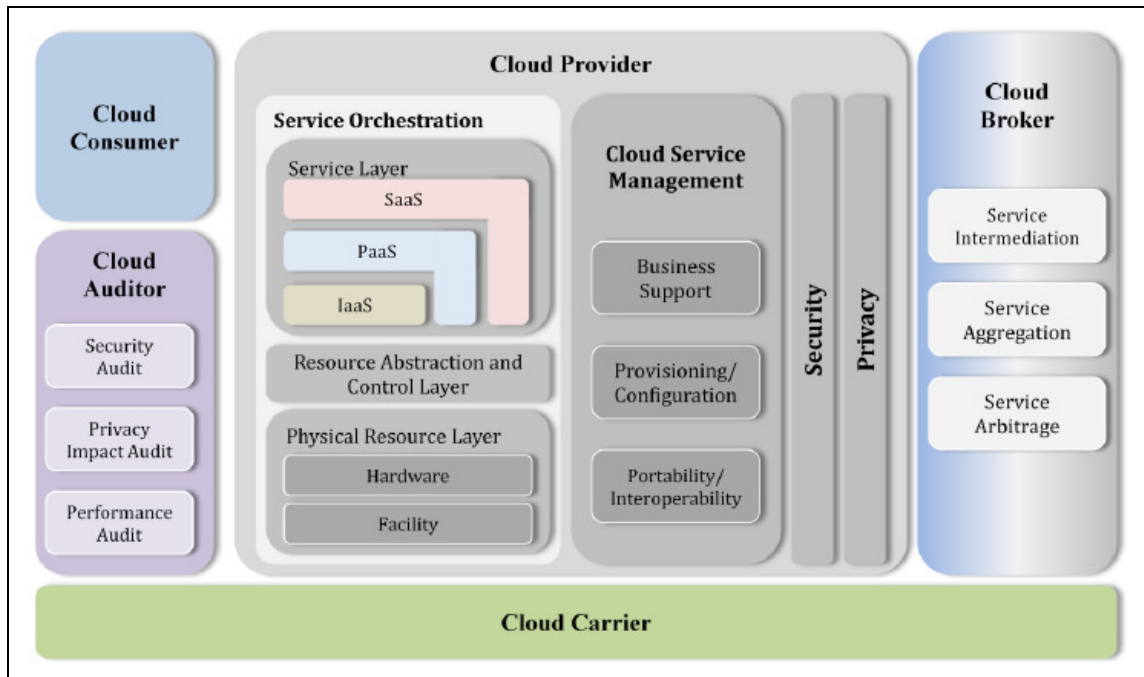 Cloud
Consumer
Cloud
Auditor
Security
Audit
Privacy
Impact Audit
Performance
Audit
Cloud Provider
Service Orchestration
Service Layer
SaaS
PaaS
IaaS
Resource Abstraction and
Control Layer
Physical Resource Layer
Hardware
Facility
Cloud Service
Management
Business
Support
Provisioning/
Configuration
Portability/
Interoperability
Security
Privacy
Cloud
Broker
Service
Intermediation
Service
Aggregation
Service
Arbitrage
Cloud Carrier